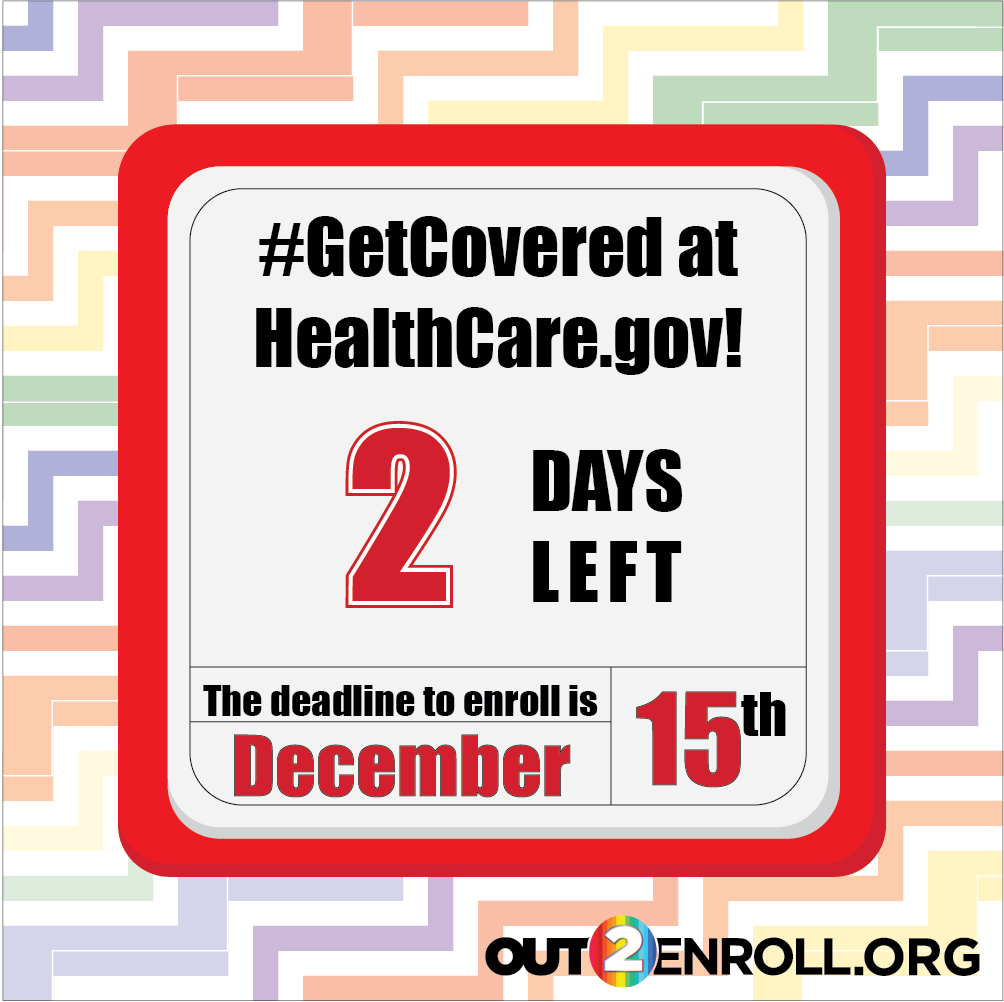 #GetCovered at
HealthCare.gov!
2 DAYS
LEFT
The deadline to enroll is
December
15th
OUT2ENROLL.ORG